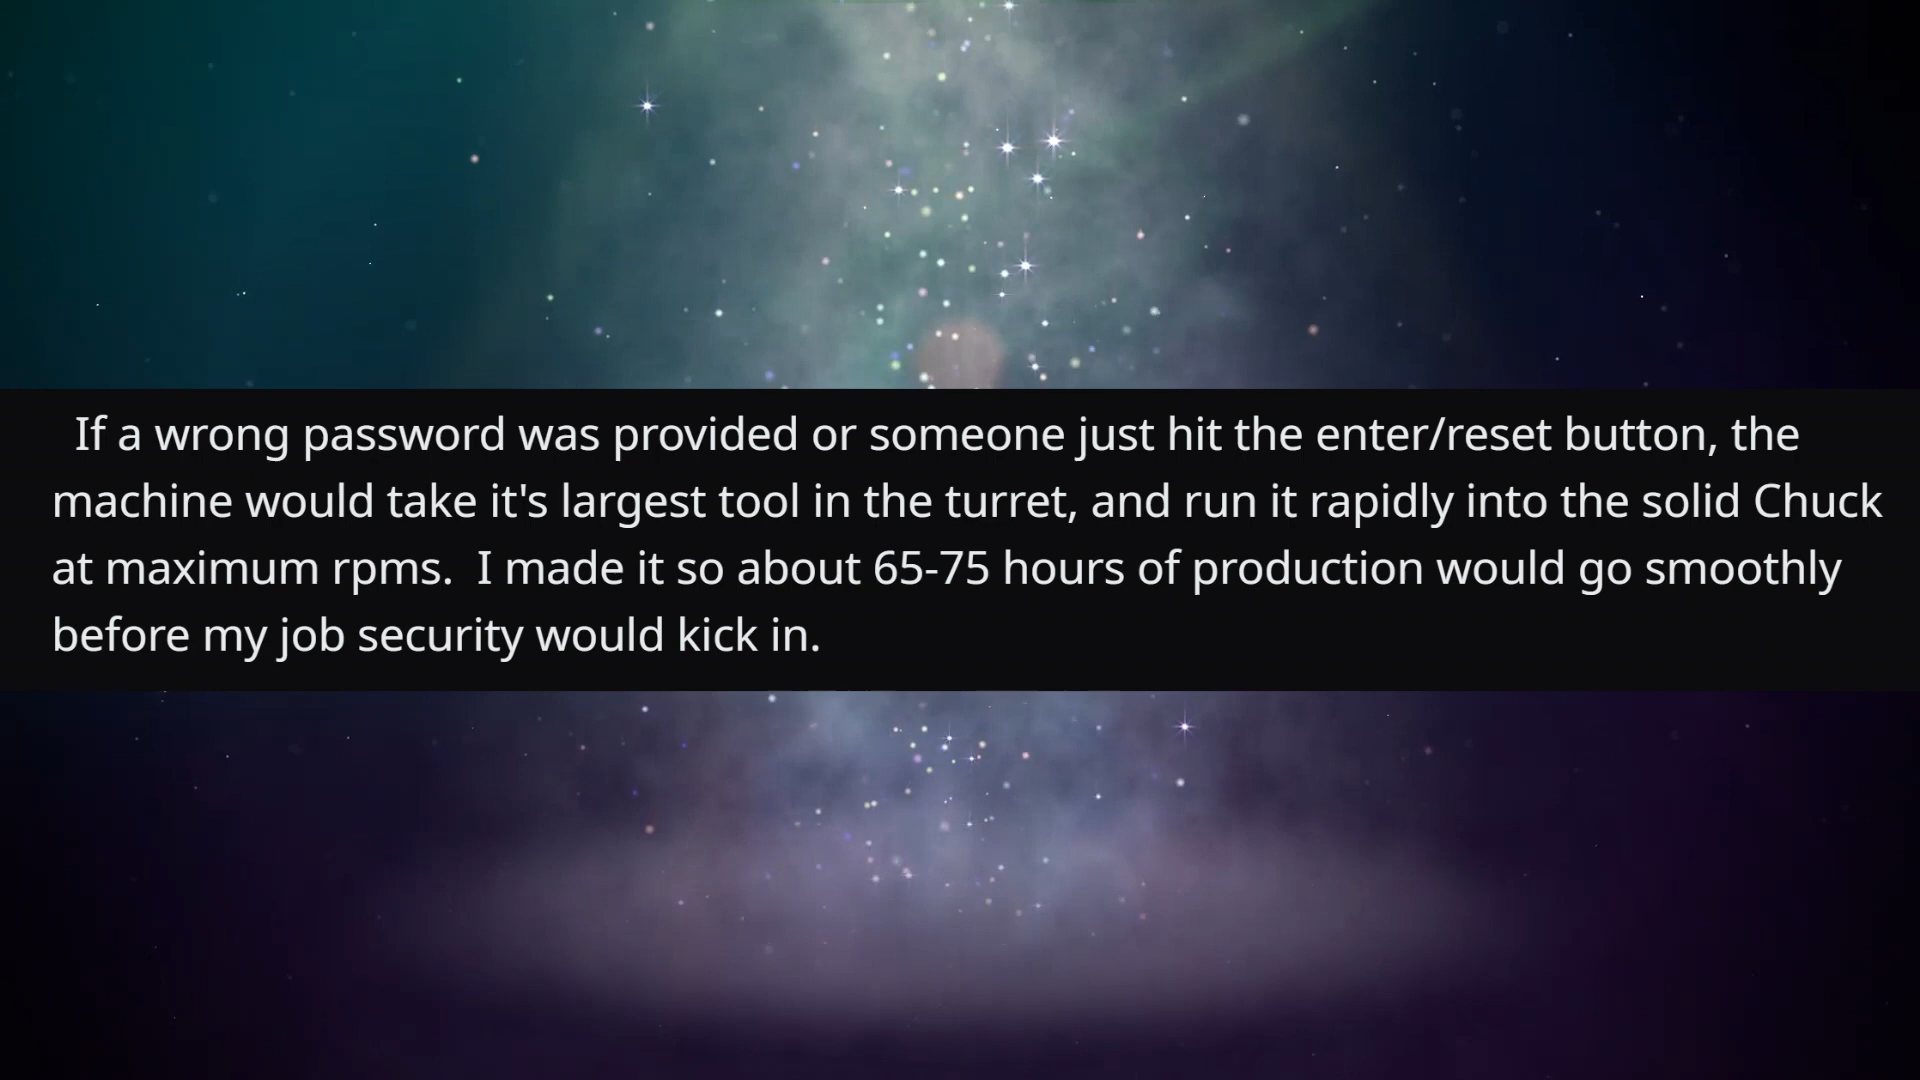 If a wrong password was provided or someone just hit the enter/reset button, the
machine would take it's largest tool in the turret, and run it rapidly into the solid Chuck
at maximum rpms.  I made it so about 65-75 hours of production would go smoothly
before my job security would kick in.